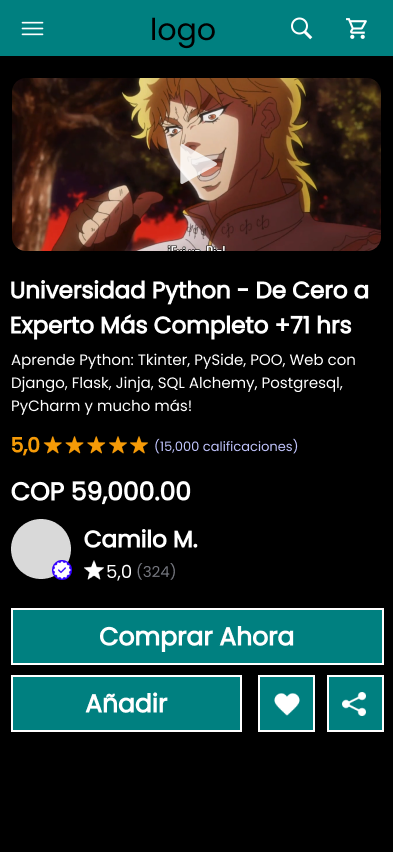 logo
Universidad Python - De Cero a
Experto Más Completo +71 hrs
Aprende Python: Tkinter, PySide, POO, Web con
Django, Flask, Jinja, SQL Alchemy, Postgresql,
PyCharm y mucho más!
5,0 (15,000 calificaciones)
COP 59,000.00
Camilo M.
5,0 (324)
Comprar Ahora
Añadir